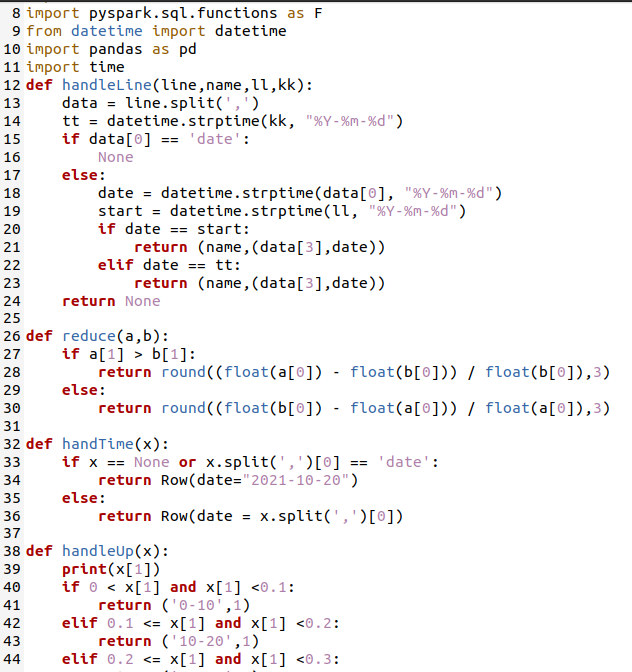 8 import pyspark.sql.functions as F
9 from datetime import datetime
10 import pandas as pd
11 import time
12 def handleLine(line,name,ll,kk):
13     data = line.split(',')
14     tt = datetime.strptime(kk, "%Y-%m-%d")
15     if data[0] == 'date':
16         None
17     else:
18         date = datetime.strptime(data[0], "%Y-%m-%d")
19         start = datetime.strptime(ll, "%Y-%m-%d")
20         if date == start:
21             return (name,(data[3],date))
22         elif date == tt:
23             return (name,(data[3],date))
24     return None
25
26 def reduce(a,b):
27     if a[1] > b[1]:
28         return round((float(a[0]) - float(b[0])) / float(b[0]),3)
29     else:
30         return round((float(b[0]) - float(a[0])) / float(a[0]),3)
31
32 def handTime(x):
33     if x == None or x.split(',')[0] == 'date':
34         return Row(date="2021-10-20")
35     else:
36         return Row(date = x.split(',')[0])
37
38 def handleUp(x):
39     print(x[1])
40     if 0 < x[1] and x[1] <0.1:
41         return ('0-10',1)
42     elif 0.1 <= x[1] and x[1] <0.2:
43         return ('10-20',1)
44     elif 0.2 <= x[1] and x[1] <0.3: